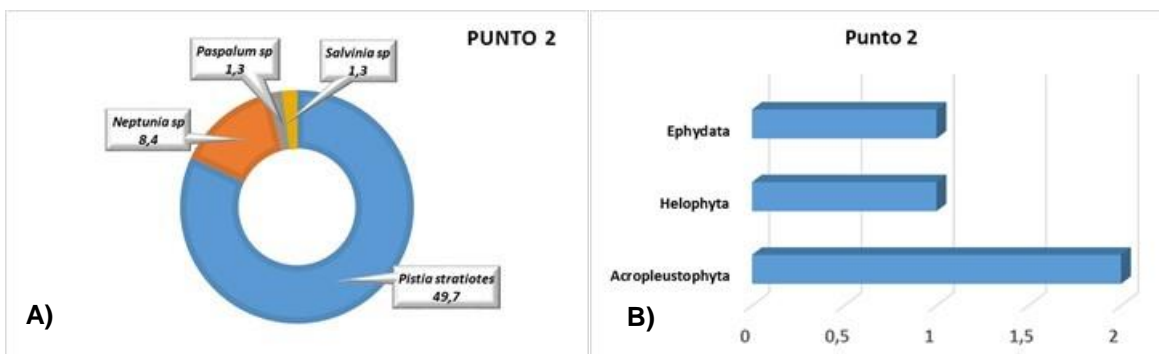 PUNTO 2
Paspalum sp
1,3
Salvinia sp
1,3
Neptunia sp
8,4
Pistia stratiotes
49,7
A)
Punto 2
Ephydata
Helophyta
Acropleustophyta
0
0,5
1
1,5
2
B)